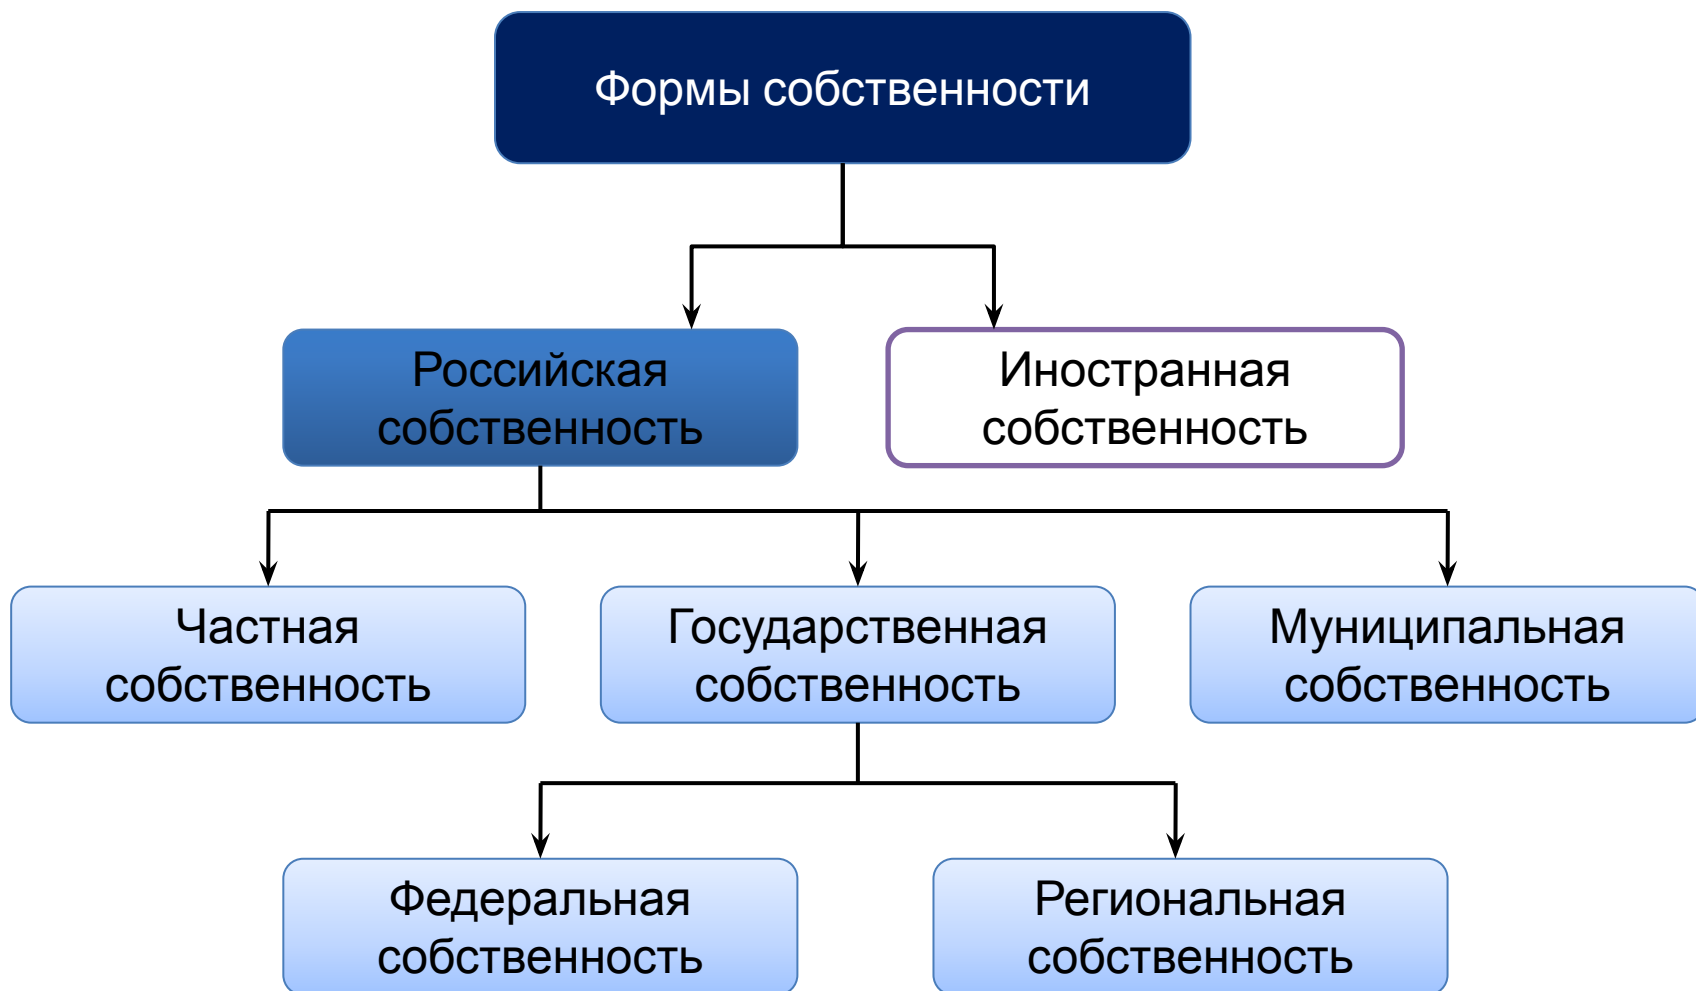 Формы собственности
Российская
собственность
Иностранная
собственность
Частная
собственность
Государственная
собственность
Муниципальная
собственность
Федеральная
собственность
Региональная
собственность